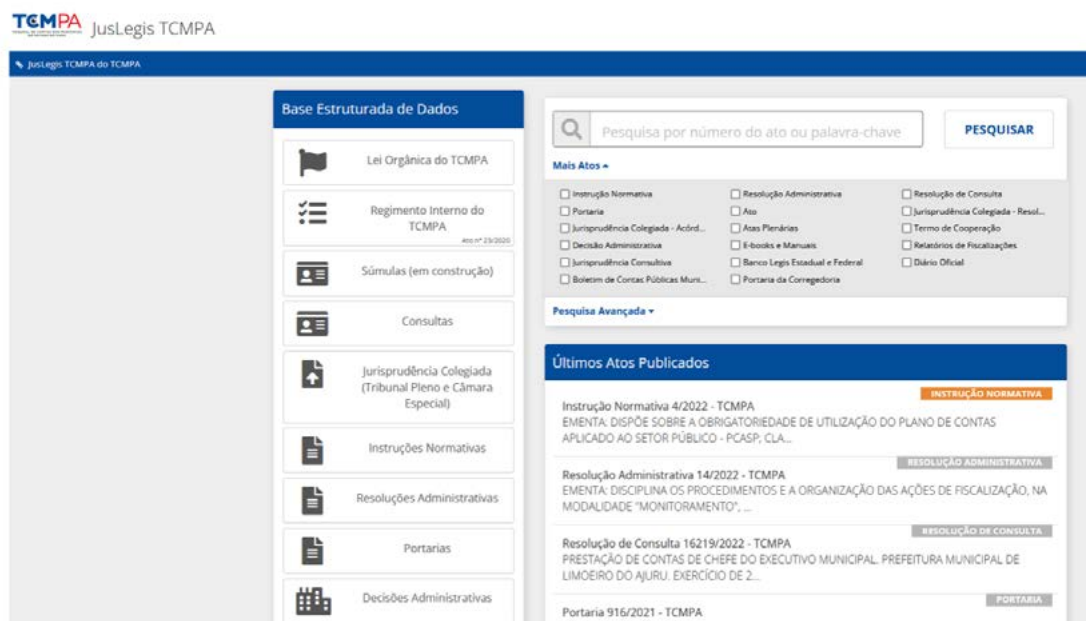 TCMPA
JusLegis TCMPA
JusLegis TCMPA do TCMPA
Base Estruturada de Dados
Lei Orgânica do TCMPA
Regimento Interno do
TCMPA
Ato nº 23/2020
Súmulas (em construção)
Consultas
Jurisprudência Colegiada
(Tribunal Pleno e Câmara
Especial)
Instruções Normativas
Resoluções Administrativas
Portarias
Decisões Administrativas
Pesquisa por número do ato ou palavra-chave
PESQUISAR
Mais Atos
Instrução Normativa
Resolução Administrativa
Resolução de Consulta
Portaria
Ato
Jurisprudência Colegiada - Resol...
Jurisprudência Colegiada - Acórd...
Atas Plenárias
Termo de Cooperação
Decisão Administrativa
E-books e Manuais
Relatórios de Fiscalizações
Jurisprudência Consultiva
Banco Legis Estadual e Federal
Diário Oficial
Boletim de Contas Públicas Muni...
Portaria da Corregedoria
Pesquisa Avançada
Últimos Atos Publicados
INSTRUÇÃO NORMATIVA
Instrução Normativa 4/2022 - TCMPA
EMENTA: DISPÕE SOBRE A OBRIGATORIEDADE DE UTILIZAÇÃO DO PLANO DE CONTAS
APLICADO AO SETOR PÚBLICO - PCASP, CLA...
RESOLUÇÃO ADMINISTRATIVA
Resolução Administrativa 14/2022 - TCMPA
EMENTA: DISCIPLINA OS PROCEDIMENTOS E A ORGANIZAÇÃO DAS AÇÕES DE FISCALIZAÇÃO, NA
MODALIDADE "MONITORAMENTO", ...
RESOLUÇÃO DE CONSULTA
Resolução de Consulta 16219/2022 - TCMPA
PRESTAÇÃO DE CONTAS DE CHEFE DO EXECUTIVO MUNICIPAL. PREFEITURA MUNICIPAL DE
LIMOEIRO DO AJURU. EXERCÍCIO DE 2...
PORTARIA
Portaria 916/2021 - TCMPA